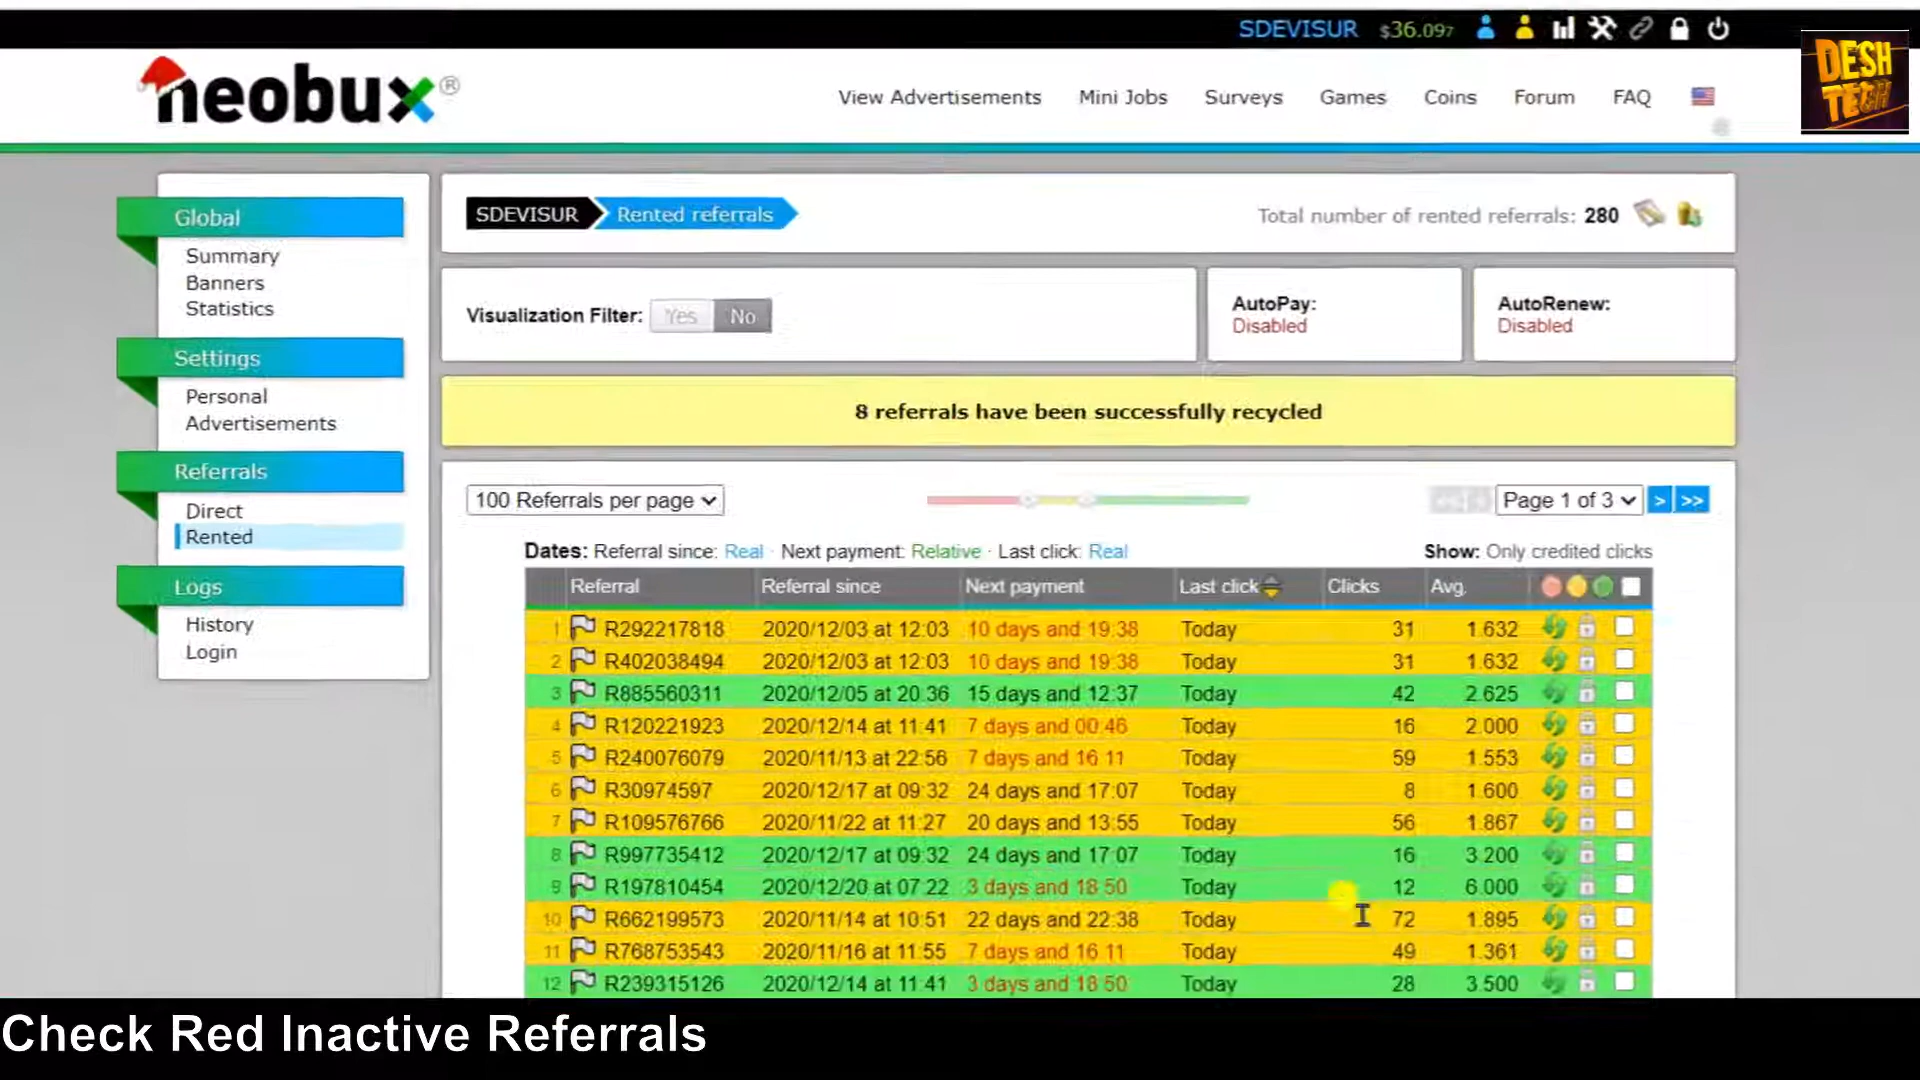 SDEVISUR $36.097
DESH TECH
neobux®
View Advertisements Mini Jobs Surveys Games Coins Forum FAQ
Global
Summary
Banners
Statistics
Settings
Personal
Advertisements
Referrals
Direct
Rented
Logs
History
Login
SDEVISUR Rented referrals Total number of rented referrals: 280
Visualization Filter: Yes No
AutoPay:
Disabled
AutoRenew:
Disabled
8 referrals have been successfully recycled
100 Referrals per page Page 1 of 3 > >>
Dates: Referral since: Real · Next payment: Relative · Last click: Real Show: Only credited clicks
Referral Referral since Next payment Last click Clicks Avg.
1 R292217818 2020/12/03 at 12:03 10 days and 19:38 Today 31 1.632
2 R402038494 2020/12/03 at 12:03 10 days and 19:38 Today 31 1.632
3 R885560311 2020/12/05 at 20:36 15 days and 12:37 Today 42 2.625
4 R120221923 2020/12/14 at 11:41 7 days and 00:46 Today 16 2.000
5 R240076079 2020/11/13 at 22:56 7 days and 16:11 Today 59 1.553
6 R30974597 2020/12/17 at 09:32 24 days and 17:07 Today 8 1.600
7 R109576766 2020/11/22 at 11:27 20 days and 13:55 Today 56 1.867
8 R997735412 2020/12/17 at 09:32 24 days and 17:07 Today 16 3.200
9 R197810454 2020/12/20 at 07:22 3 days and 18:50 Today 12 6.000
10 R662199573 2020/11/14 at 10:51 22 days and 22:38 Today 72 1.895
11 R768753543 2020/11/16 at 11:55 7 days and 16:11 Today 49 1.361
12 R239315126 2020/12/14 at 11:41 3 days and 18:50 Today 28 3.500
Check Red Inactive Referrals